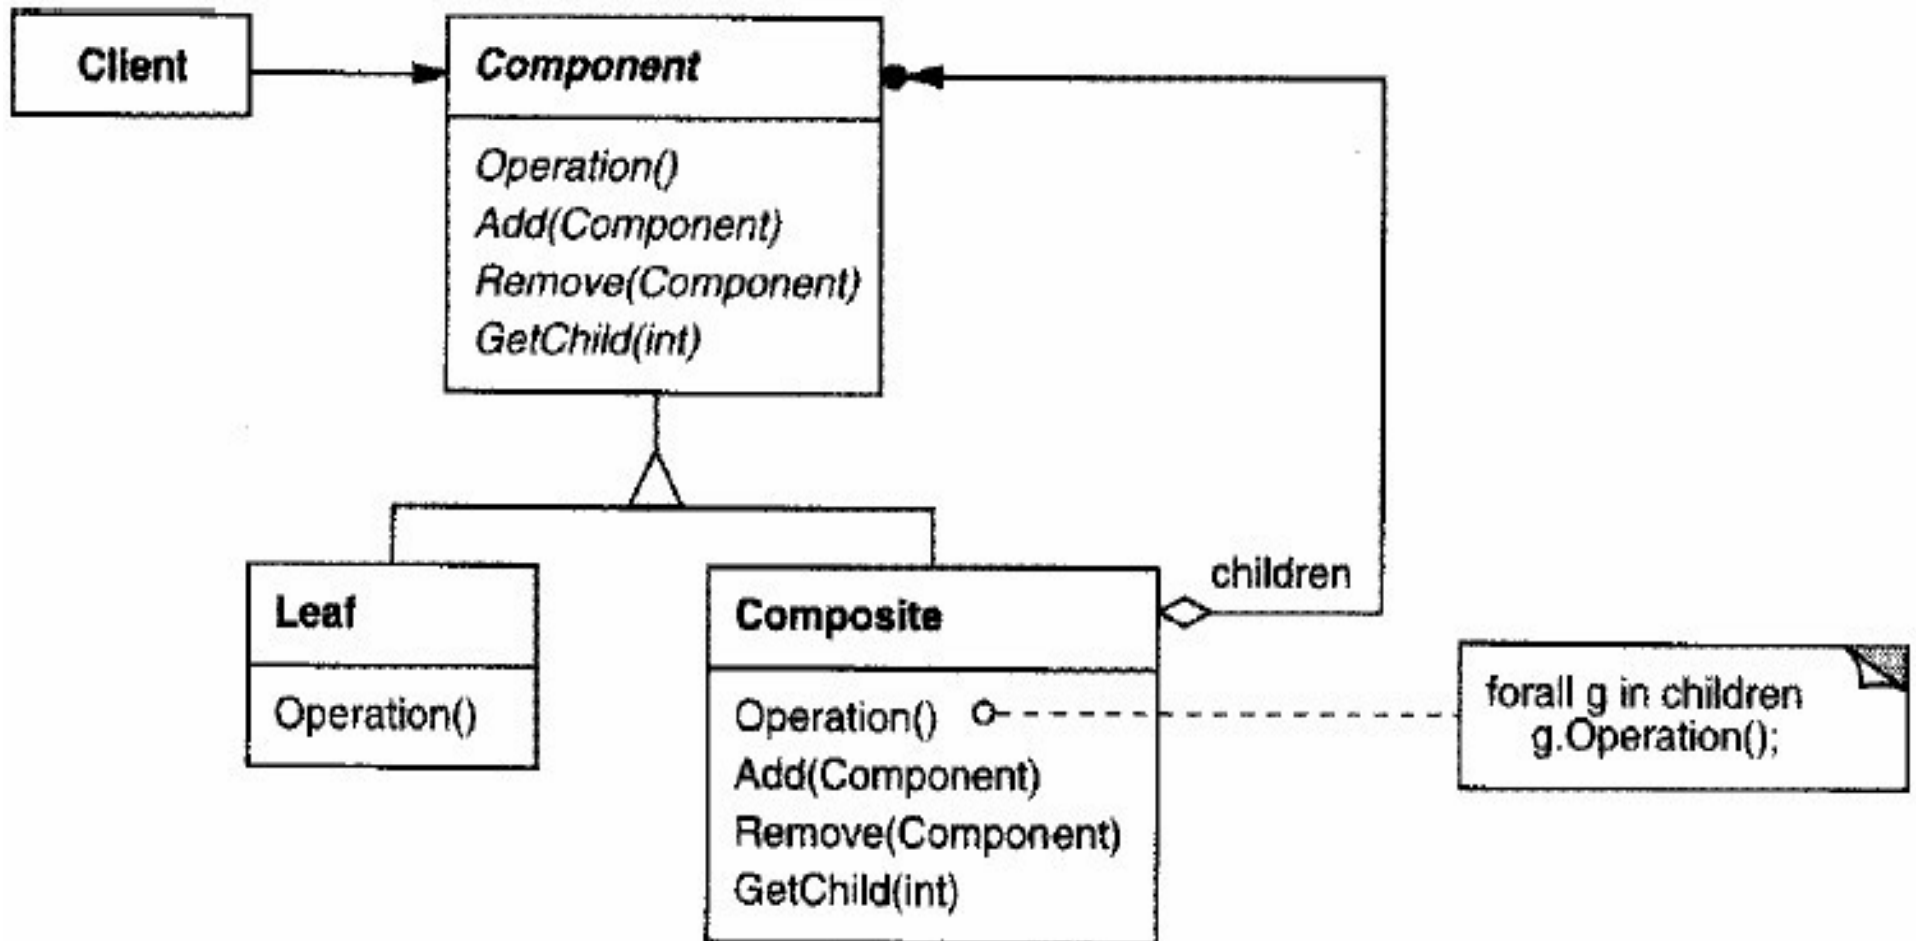 Client
Component
Operation()
Add(Component)
Remove(Component)
GetChild(int)
Leaf
Operation()
Composite
Operation()
Add(Component)
Remove(Component)
GetChild(int)
children
forall g in children
g.Operation();